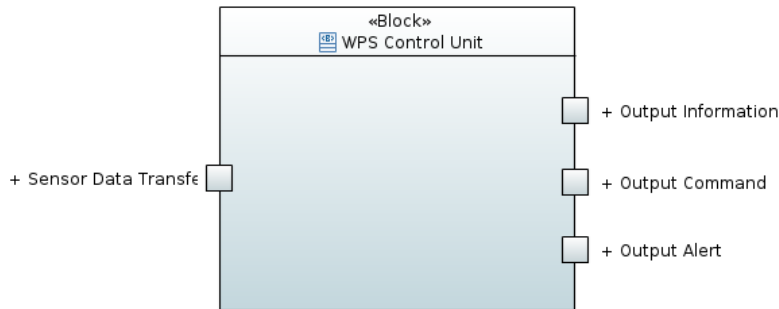 «Block»
WPS Control Unit
+ Output Information
+ Sensor Data Transfe
+ Output Command
+ Output Alert